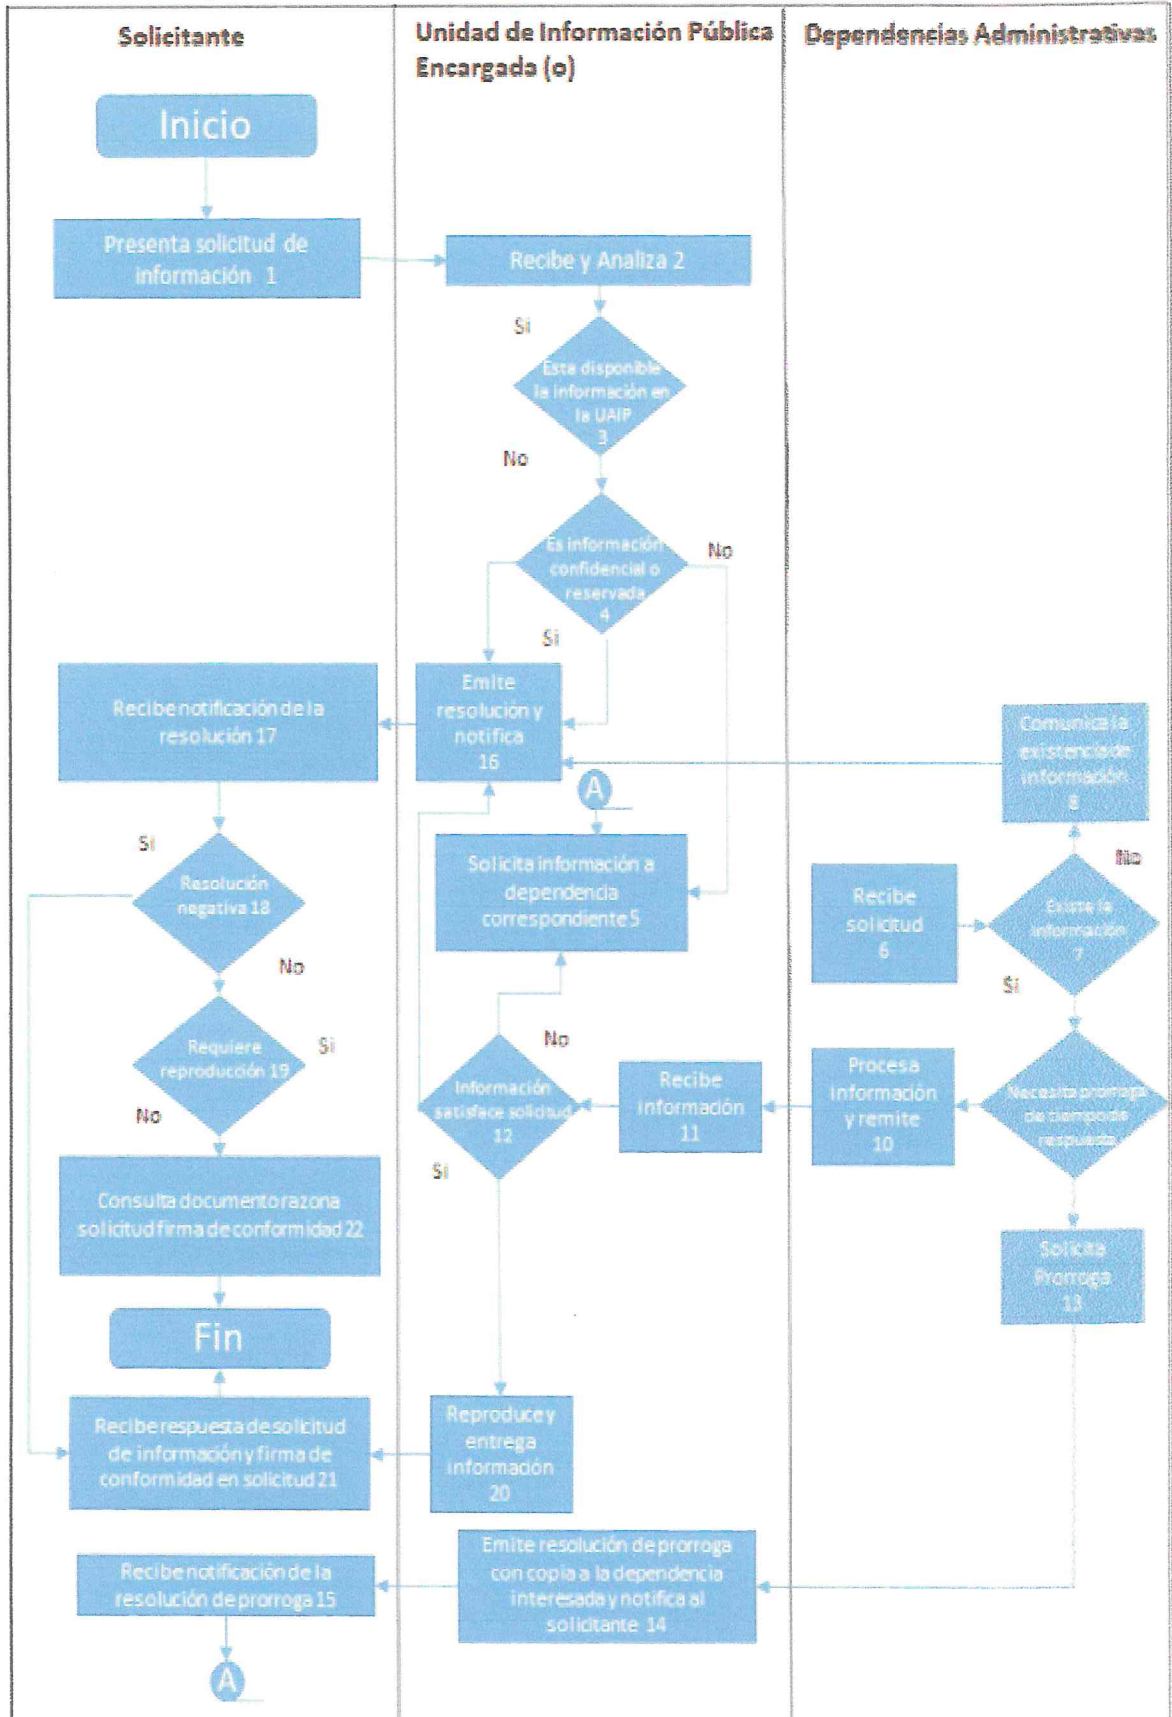 Solicitante
Unidad de Información Pública
Encargada (o)
Dependencias Administrativas
Inicio
Presenta solicitud de
información 1
Recibe y Analiza 2
Si
Esta disponible
la información en
la UAIP
3
No
Es información
confidencial o
reservada
4
No
Si
Emite
resolución y
notifica
16
Recibe notificación de la
resolución 17
Comunica la
existencia de
información
8
A
Si
Resolución
negativa 18
Solicita información a
dependencia
correspondiente 5
Recibe
solicitud
6
No
Existe la
información
7
Si
No
Requiere
reproducción 19
Si
No
No
Información
satisface solicitud
12
Si
Recibe
información
11
Procesa
información
y remite
10
Necesita prorroga
de tiempo de
respuesta
Consulta documento razona
solicitud firma de conformidad 22
Solicita
Prorroga
13
Fin
Recibe respuesta de solicitud
de información y firma de
conformidad en solicitud 21
Reproduce y
entrega
información
20
Emite resolución de prorroga
con copia a la dependencia
interesada y notifica al
solicitante 14
Recibe notificación de la
resolución de prorroga 15
A